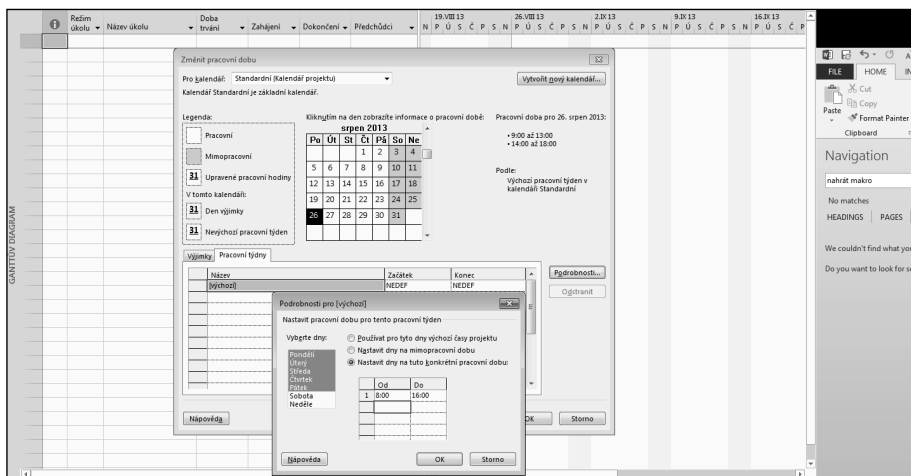 Režim úkolu
Název úkolu
Doba trvání
Zahájení
Dokončení
Předchůdci
19.VIII 13
26.VIII 13
2.IX 13
9.IX 13
16.IX 13
N P Ú S Č P S N P Ú S Č P S N P Ú S Č P S N P Ú S Č P S N P Ú S Č P
GANTTŮV DIAGRAM
Změnit pracovní dobu
Pro kalendář: Standardní (Kalendář projektu)
Vytvořit nový kalendář...
Kalendář Standardní je základní kalendář.
Legenda:
Pracovní
Mimopracovní
31 Upravené pracovní hodiny
V tomto kalendáři:
31 Den výjimky
31 Nevýchozí pracovní týden
Kliknutím na den zobrazíte informace o pracovní době:
srpen 2013
Po Út St Čt Pá So Ne
1 2 3 4
5 6 7 8 9 10 11
12 13 14 15 16 17 18
19 20 21 22 23 24 25
26 27 28 29 30 31
Pracovní doba pro 26. srpen 2013:
• 9:00 až 13:00
• 14:00 až 18:00
Podle:
Výchozí pracovní týden v
kalendáři Standardní
Výjimky
Pracovní týdny
Název Začátek Konec
[výchozí] NEDEF NEDEF
Podrobnosti...
Odstranit
Nápověda
OK
Storno
Podrobnosti pro [výchozí]
Nastavit pracovní dobu pro tento pracovní týden
Vyberte dny:
Pondělí
Úterý
Středa
Čtvrtek
Pátek
Sobota
Neděle
Používat pro tyto dny výchozí časy projektu
Nastavit dny na mimopracovní dobu
Nastavit dny na tuto konkrétní pracovní dobu:
Od Do
1 8:00 16:00
Nápověda
OK
Storno
FILE
HOME
IN
Cut
Copy
Paste
Format Painter
Clipboard
Navigation
nahrát makro
No matches
HEADINGS
PAGES
We couldn't find what you
Do you want to look for